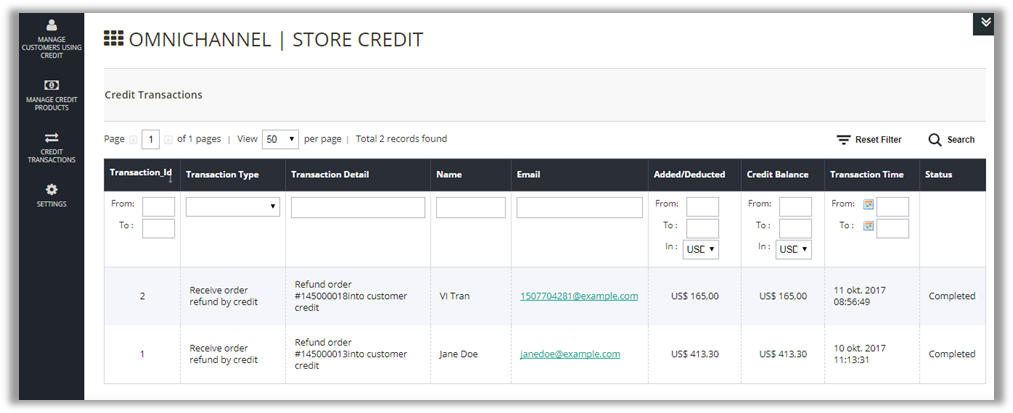 MANAGE
CUSTOMERS USING
CREDIT
MANAGE CREDIT
PRODUCTS
CREDIT
TRANSACTIONS
SETTINGS
OMNICHANNEL | STORE CREDIT
Credit Transactions
Page 1 of 1 pages | View 50 per page | Total 2 records found
Reset Filter Search
Transaction_Id Transaction Type Transaction Detail Name Email Added/Deducted Credit Balance Transaction Time Status
From: From: From: From:
To : To : To : To :
In : USD In : USD
2 Receive order refund by credit Refund order #145000018into customer credit VI Tran 1507704281@example.com US$ 165,00 US$ 165,00 11 okt. 2017 08:56:49 Completed
1 Receive order refund by credit Refund order #145000013into customer credit Jane Doe janedoe@example.com US$ 413,30 US$ 413,30 10 okt. 2017 11:13:31 Completed